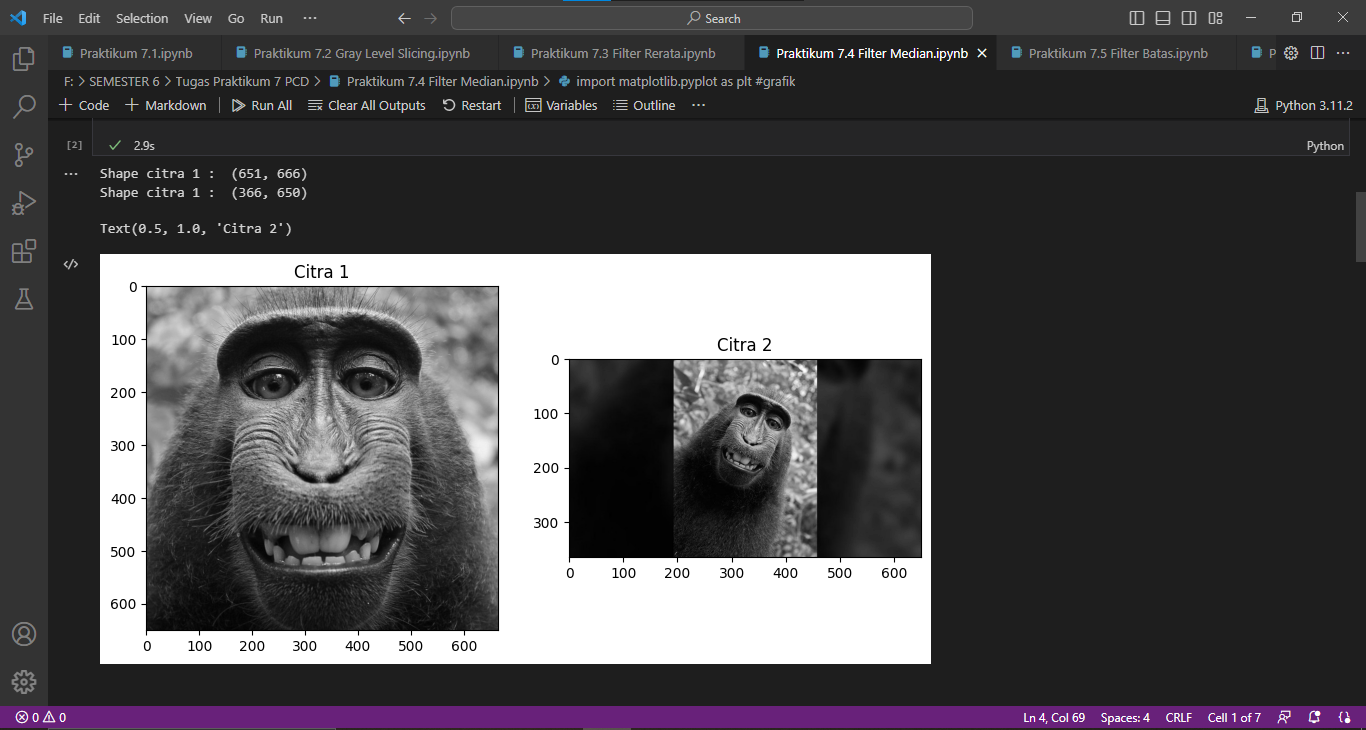 File Edit Selection View Go Run ··· Search
Praktikum 7.1.ipynb Praktikum 7.2 Gray Level Slicing.ipynb Praktikum 7.3 Filter Rerata.ipynb Praktikum 7.4 Filter Median.ipynb Praktikum 7.5 Filter Batas.ipynb P
F: > SEMESTER 6 > Tugas Praktikum 7 PCD > Praktikum 7.4 Filter Median.ipynb > import matplotlib.pyplot as plt #grafik
+ Code + Markdown Run All Clear All Outputs Restart Variables Outline ··· Python 3.11.2
[2] 2.9s Python
Shape citra 1 :  (651, 666)
Shape citra 1 :  (366, 650)
Text(0.5, 1.0, 'Citra 2')
Citra 1
0
100
200
300
400
500
600
0 100 200 300 400 500 600
Citra 2
0
100
200
300
0 100 200 300 400 500 600
0 0 Ln 4, Col 69 Spaces: 4 CRLF Cell 1 of 7